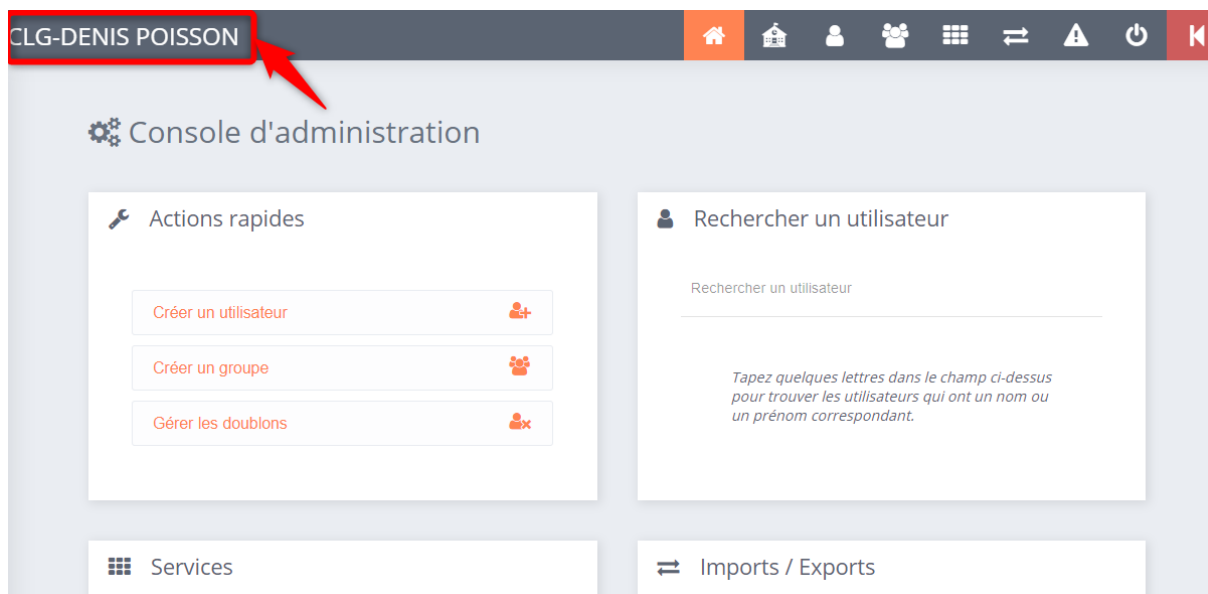 CLG-DENIS POISSON
Console d'administration
Actions rapides
Créer un utilisateur
Créer un groupe
Gérer les doublons
Rechercher un utilisateur
Rechercher un utilisateur
Tapez quelques lettres dans le champ ci-dessus
pour trouver les utilisateurs qui ont un nom ou
un prénom correspondant.
Services
Imports / Exports